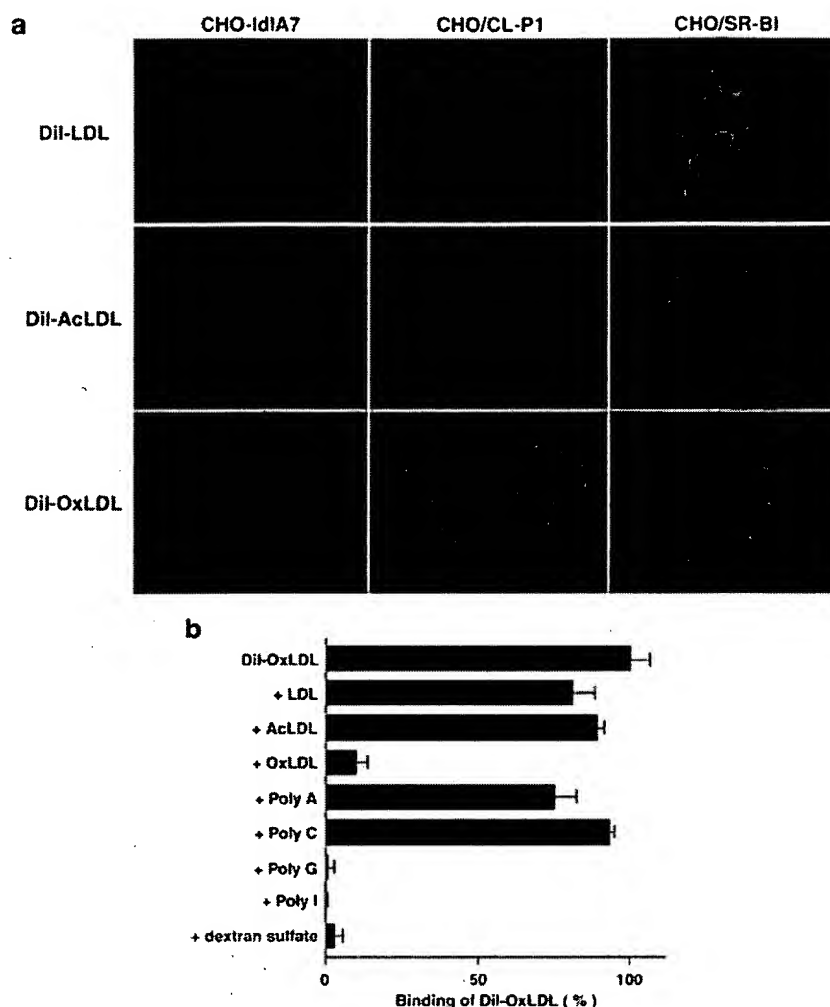 a
CHO-ldlA7 CHO/CL-P1 CHO/SR-BI
DiI-LDL
DiI-AcLDL
DiI-OxLDL
b
DiI-OxLDL
+ LDL
+ AcLDL
+ OxLDL
+ Poly A
+ Poly C
+ Poly G
+ Poly I
+ dextran sulfate
0 50 100
Binding of DiI-OxLDL ( % )